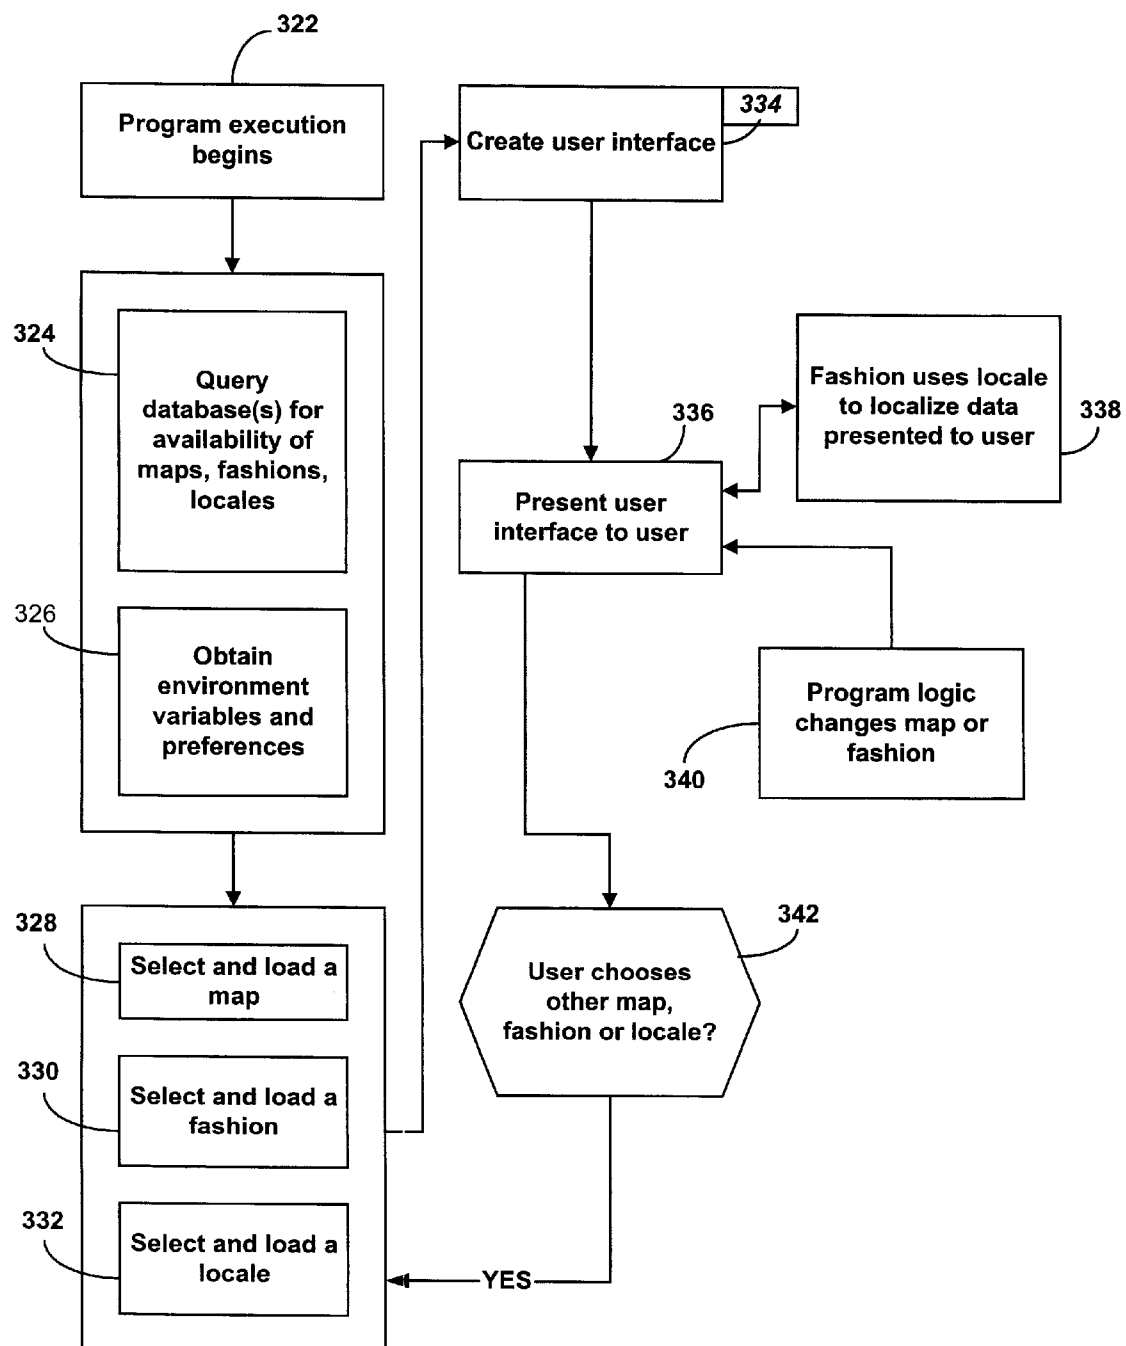 322
Program execution
begins
324
Query
database(s) for
availability of
maps, fashions,
locales
326
Obtain
environment
variables and
preferences
328
Select and load a
map
330
Select and load a
fashion
332
Select and load a
locale
334
Create user interface
336
Present user
interface to user
Fashion uses locale
to localize data
presented to user
338
Program logic
changes map or
fashion
340
342
User chooses
other map,
fashion or locale?
YES